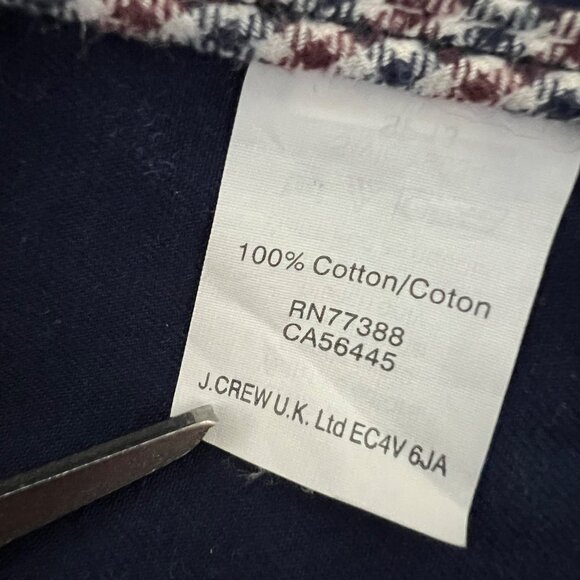 100% Cotton/Coton
RN77388
CA56445
J.CREW U.K. Ltd EC4V 6JA